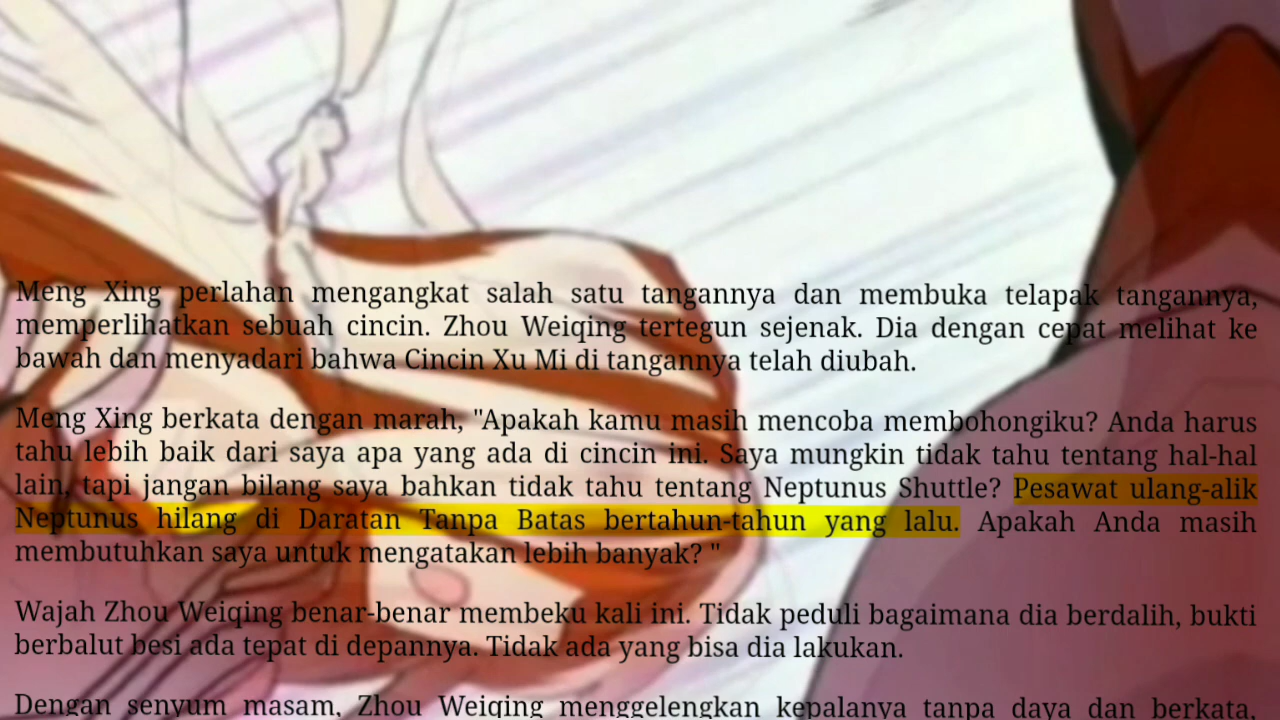 Meng Xing perlahan mengangkat salah satu tangannya dan membuka telapak tangannya,
memperlihatkan sebuah cincin. Zhou Weiqing tertegun sejenak. Dia dengan cepat melihat ke
bawah dan menyadari bahwa Cincin Xu Mi di tangannya telah diubah.
Meng Xing berkata dengan marah, "Apakah kamu masih mencoba membohongiku? Anda harus
tahu lebih baik dari saya apa yang ada di cincin ini. Saya mungkin tidak tahu tentang hal-hal
lain, tapi jangan bilang saya bahkan tidak tahu tentang Neptunus Shuttle? Pesawat ulang-alik
Neptunus hilang di Daratan Tanpa Batas bertahun-tahun yang lalu. Apakah Anda masih
membutuhkan saya untuk mengatakan lebih banyak? "
Wajah Zhou Weiqing benar-benar membeku kali ini. Tidak peduli bagaimana dia berdalih, bukti
berbalut besi ada tepat di depannya. Tidak ada yang bisa dia lakukan.
Dengan senyum masam, Zhou Weiqing menggelengkan kepalanya tanpa daya dan berkata,